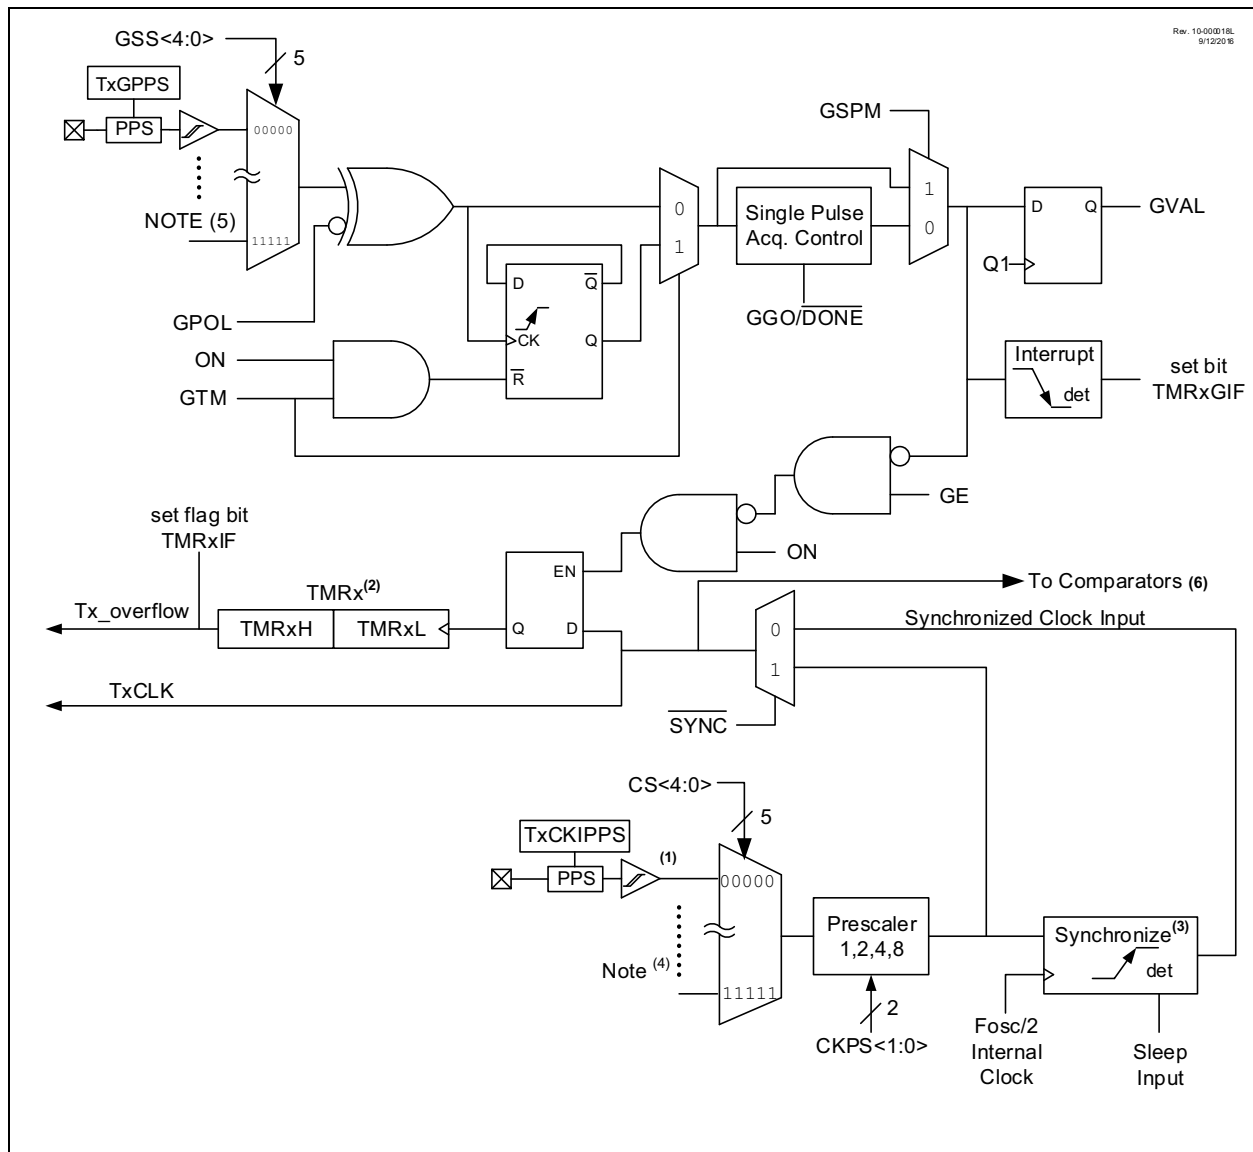 Rev. 10-000018L
9/12/2016
GSS<4:0>
5
TxGPPS
PPS
00000
NOTE (5)
11111
GPOL
ON
GTM
D
Q
CK
Q
R
0
1
Single Pulse
Acq. Control
GGO/DONE
GSPM
1
0
D
Q
GVAL
Q1
Interrupt
det
set bit
TMRxGIF
GE
ON
set flag bit
TMRxIF
Tx_overflow
TMRx(2)
TMRxH
TMRxL
EN
Q
D
TxCLK
To Comparators (6)
0
1
Synchronized Clock Input
SYNC
CS<4:0>
5
TxCKIPPS
PPS
(1)
00000
Note (4)
11111
Prescaler
1,2,4,8
2
CKPS<1:0>
Synchronize(3)
det
Fosc/2
Internal
Clock
Sleep
Input